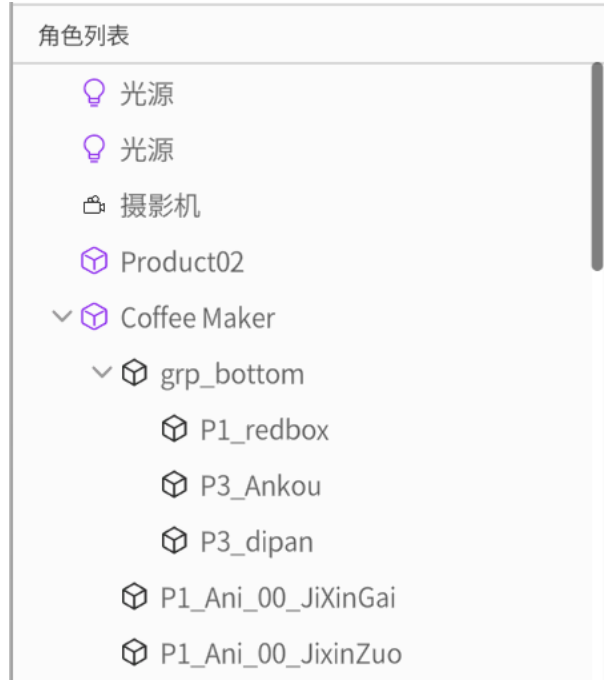 角色列表
光源
光源
摄影机
Product02
Coffee Maker
grp_bottom
P1_redbox
P3_Ankou
P3_dipan
P1_Ani_00_JiXinGai
P1_Ani_00_JixinZuo